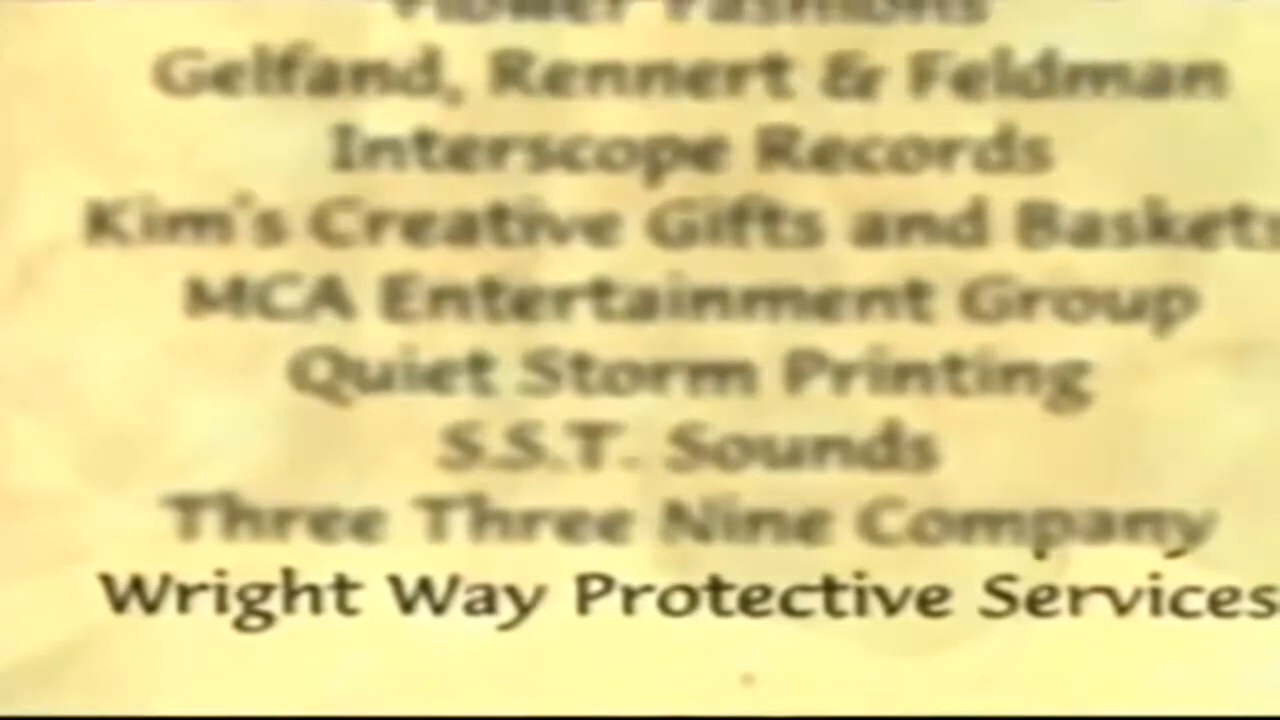 Flower Fashions
Gelfand, Rennert & Feldman
Interscope Records
Kim's Creative Gifts and Baskets
MCA Entertainment Group
Quiet Storm Printing
S.S.T. Sounds
Three Three Nine Company
Wright Way Protective Services